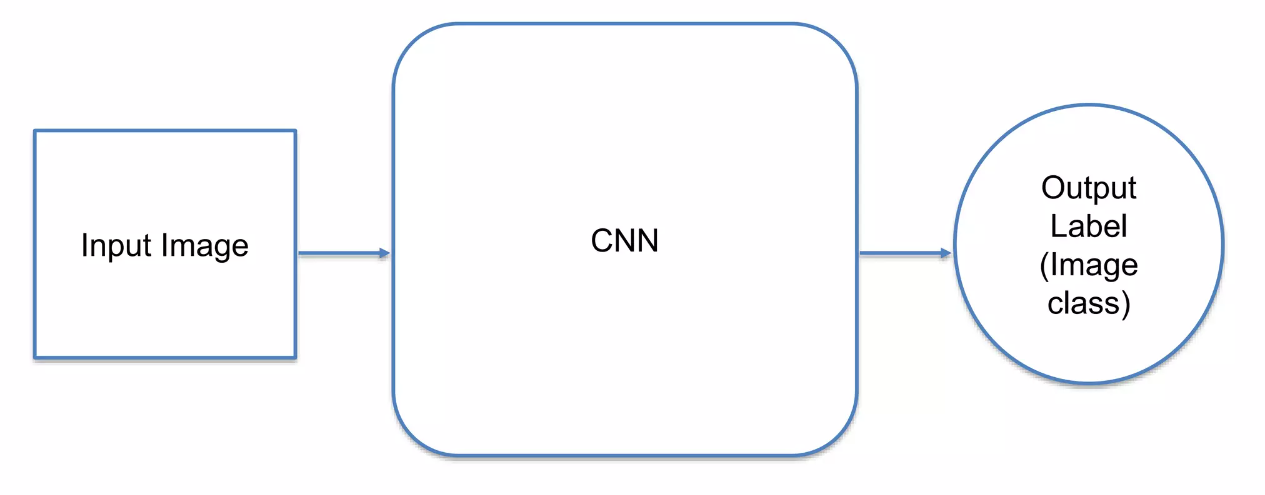 Input Image
CNN
Output
Label
(Image
class)